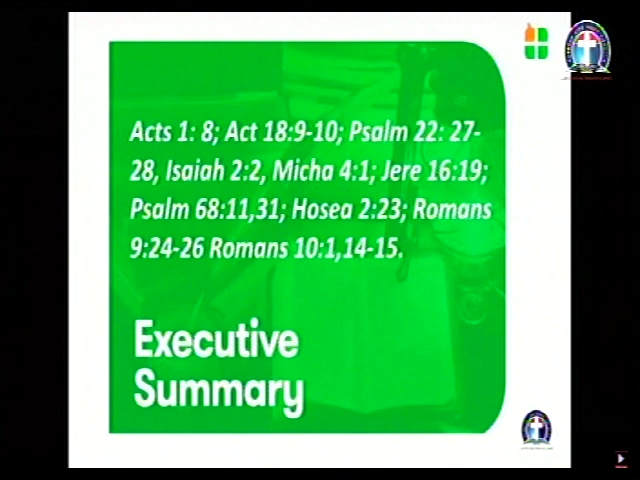 Acts 1: 8; Act 18:9-10; Psalm 22: 27-
28, Isaiah 2:2, Micha 4:1; Jere 16:19;
Psalm 68:11,31; Hosea 2:23; Romans
9:24-26 Romans 10:1,14-15.
Executive
Summary